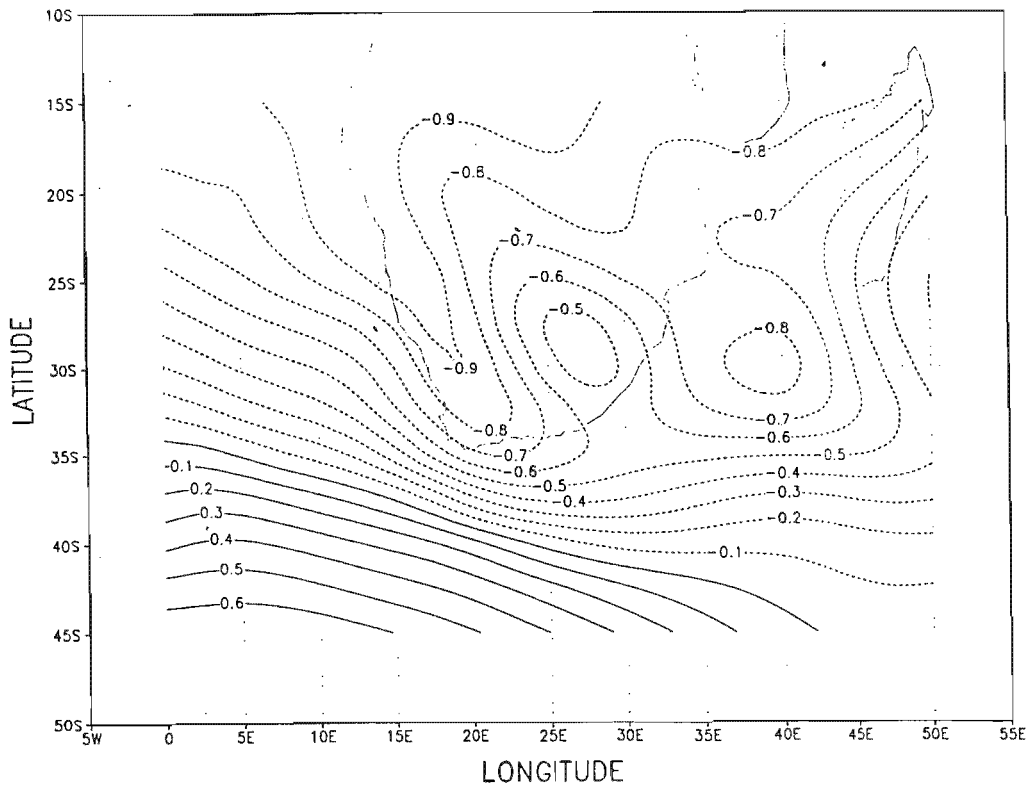 10S
15S
20S
25S
30S
35S
40S
45S
50S
5W 0 5E 10E 15E 20E 25E 30E 35E 40E 45E 50E 55E
LATITUDE
LONGITUDE
-0.9
-0.8
-0.8
-0.7
-0.7
-0.6
-0.5
-0.8
-0.9
-0.8
-0.7
-0.6
-0.5
-0.4
-0.7
-0.6
0.5
-0.4
-0.3
-0.2
0.1
-0.1
0.2
0.3
0.4
0.5
0.6